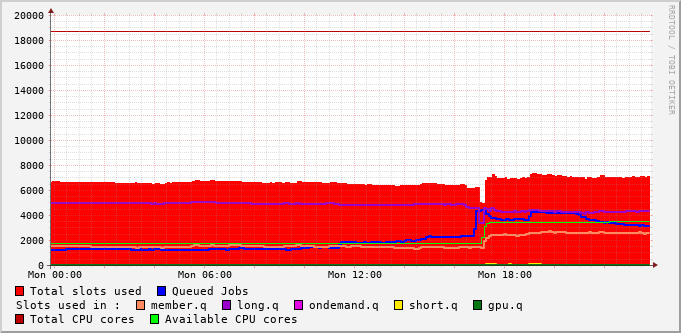 RRDTOOL / TOBI OETIKER
20000
18000
16000
14000
12000
10000
8000
6000
4000
2000
0
Mon 00:00 Mon 06:00 Mon 12:00 Mon 18:00
Total slots used Queued Jobs
Slots used in : member.q long.q ondemand.q short.q gpu.q
Total CPU cores Available CPU cores